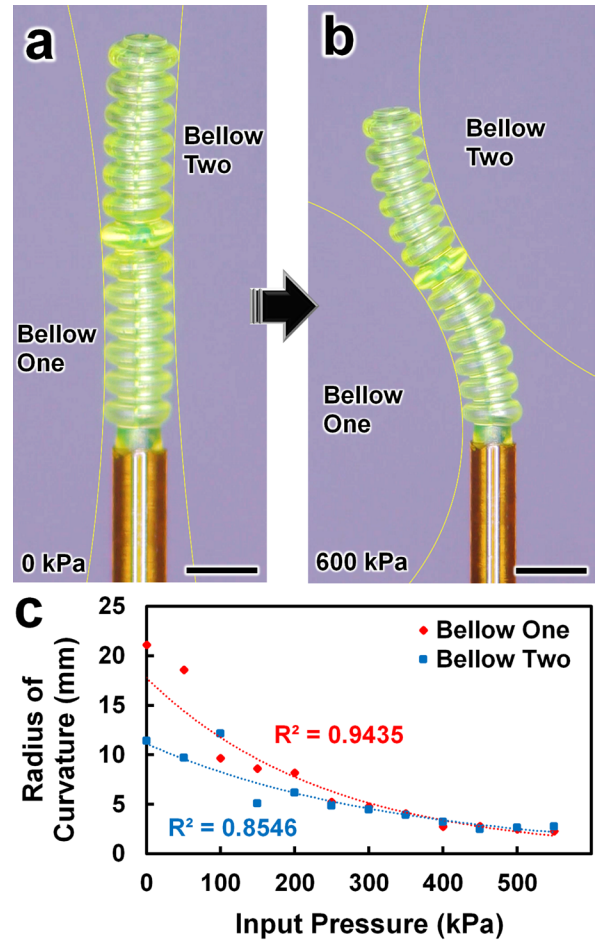 a
Bellow
Two
Bellow
One
0 kPa
b
Bellow
Two
Bellow
One
600 kPa
c
25
20
15
10
5
0
Radius of
Curvature (mm)
Bellow One
Bellow Two
R² = 0.9435
R² = 0.8546
0 100 200 300 400 500
Input Pressure (kPa)